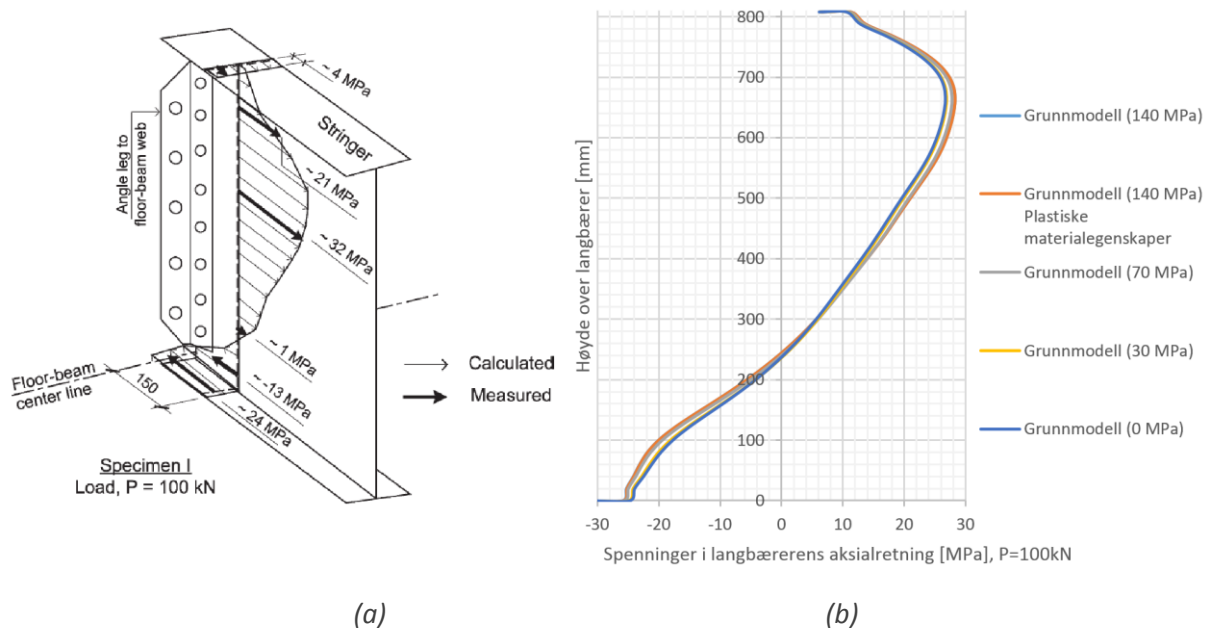 ~ 4 MPa
Stringer
Angle leg to
floor-beam web
~ 21 MPa
~ 32 MPa
~ 1 MPa
~ -13 MPa
~ 24 MPa
Floor-beam
center line
150
Calculated
Measured
Specimen I
Load, P = 100 kN
(a)
Høyde over langbærer [mm]
800
700
600
500
400
300
200
100
0
-30
-20
-10
0
10
20
30
Spenninger i langbærerens aksialretning [MPa], P=100kN
Grunnmodell (140 MPa)
Grunnmodell (140 MPa)
Plastiske
materialegenskaper
Grunnmodell (70 MPa)
Grunnmodell (30 MPa)
Grunnmodell (0 MPa)
(b)